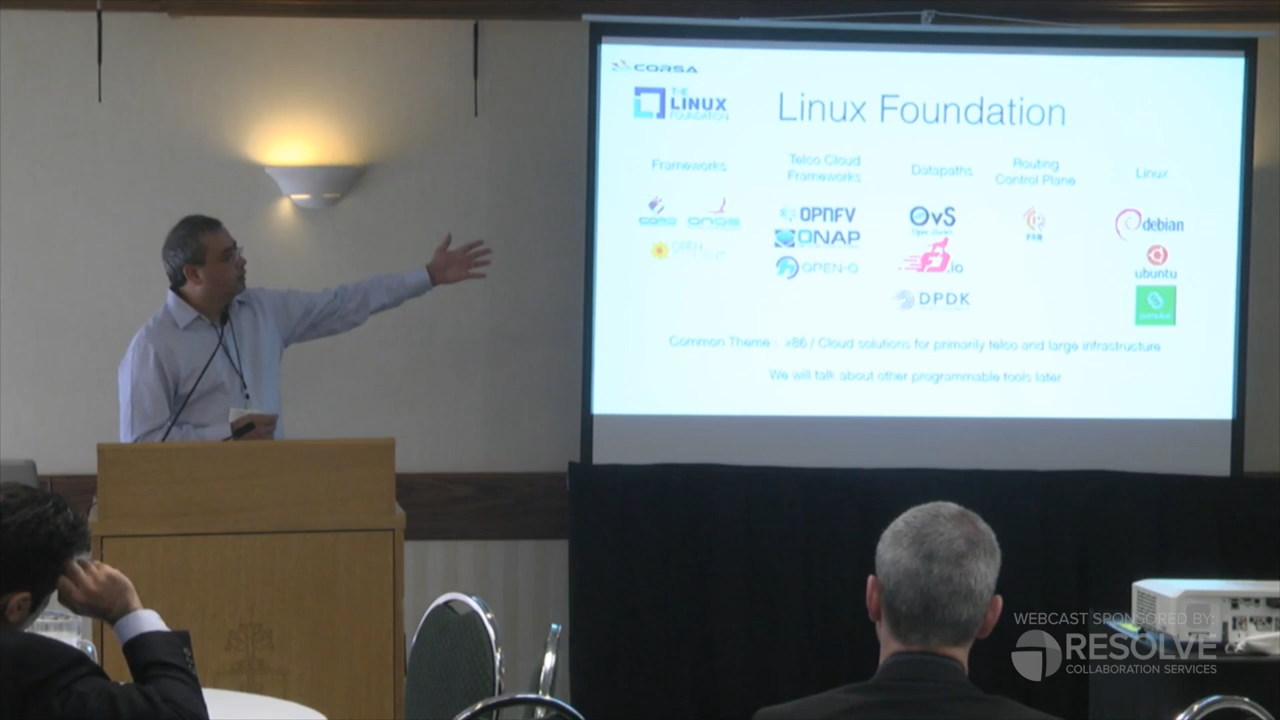 CORSA
THE
LINUX
FOUNDATION
Linux Foundation
Frameworks
Telco Cloud
Frameworks
Datapaths
Routing
Control Plane
Linux
CORD
ONOS
OPEN
OPNFV
ONAP
OPEN-O
OvS
.io
DPDK
FRR
debian
ubuntu
Common Theme : x86 / Cloud solutions for primarily telco and large infrastructure
We will talk about other programmable tools later
WEBCAST SPONSORED BY:
RESOLVE
COLLABORATION SERVICES